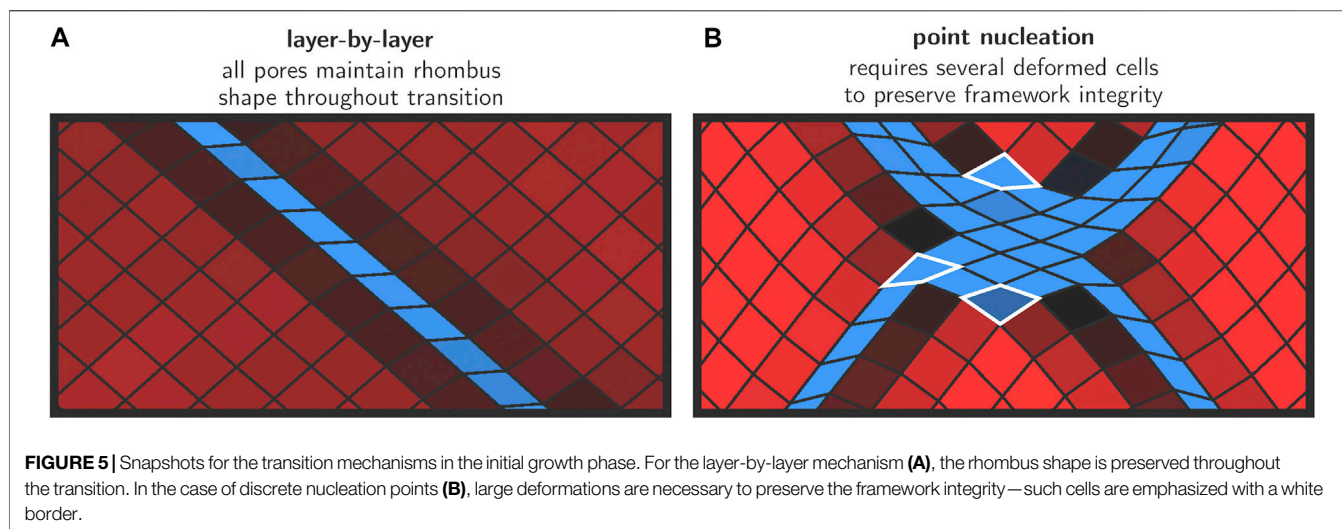 A
layer-by-layer
all pores maintain rhombus
shape throughout transition
B
point nucleation
requires several deformed cells
to preserve framework integrity
FIGURE 5 | Snapshots for the transition mechanisms in the initial growth phase. For the layer-by-layer mechanism (A), the rhombus shape is preserved throughout
the transition. In the case of discrete nucleation points (B), large deformations are necessary to preserve the framework integrity—such cells are emphasized with a white
border.